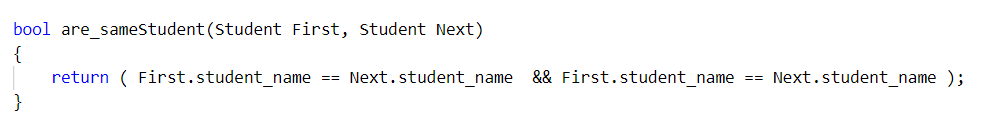 bool are_sameStudent(Student First, Student Next)
{
return ( First.student_name == Next.student_name  && First.student_name == Next.student_name );
}